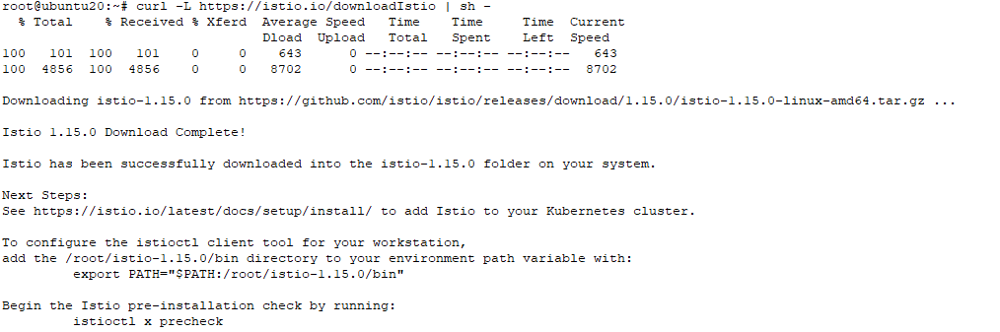 root@ubuntu20:~# curl -L https://istio.io/downloadIstio | sh -
  % Total    % Received % Xferd  Average Speed   Time    Time     Time  Current
                                 Dload  Upload   Total   Spent    Left  Speed
100   101  100   101    0     0    643      0 --:--:-- --:--:-- --:--:--   643
100  4856  100  4856    0     0   8702      0 --:--:-- --:--:-- --:--:--  8702
Downloading istio-1.15.0 from https://github.com/istio/istio/releases/download/1.15.0/istio-1.15.0-linux-amd64.tar.gz ...
Istio 1.15.0 Download Complete!
Istio has been successfully downloaded into the istio-1.15.0 folder on your system.
Next Steps:
See https://istio.io/latest/docs/setup/install/ to add Istio to your Kubernetes cluster.
To configure the istioctl client tool for your workstation,
add the /root/istio-1.15.0/bin directory to your environment path variable with:
         export PATH="$PATH:/root/istio-1.15.0/bin"
Begin the Istio pre-installation check by running:
         istioctl x precheck